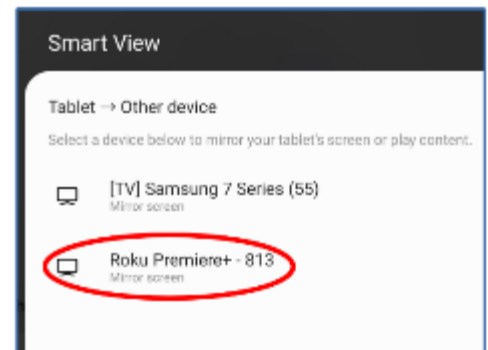 Smart View
Tablet → Other device
Select a device below to mirror your tablet's screen or play content.
[TV] Samsung 7 Series (55)
Mirror screen
Roku Premiere+ - 813
Mirror screen